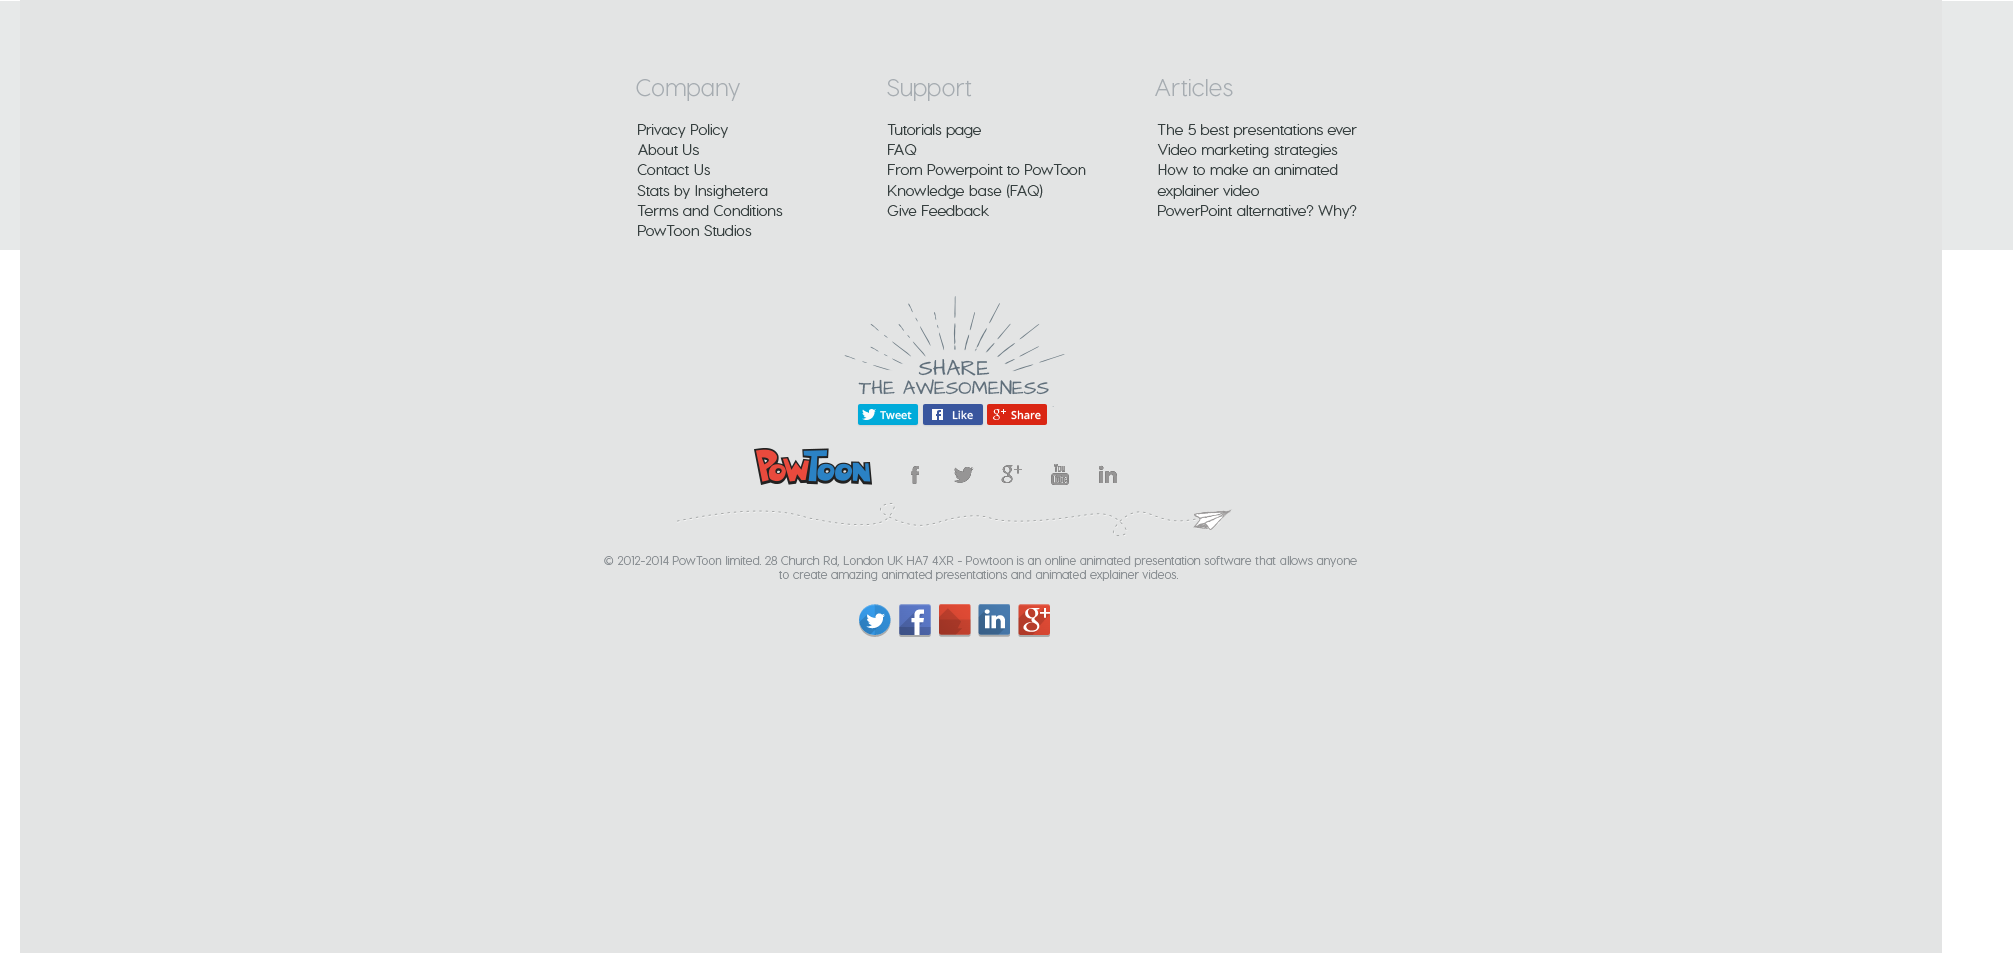 Company
Privacy Policy
About Us
Contact Us
Stats by Insighetera
Terms and Conditions
PowToon Studios
Support
Tutorials page
FAQ
From Powerpoint to PowToon
Knowledge base (FAQ)
Give Feedback
Articles
The 5 best presentations ever
Video marketing strategies
How to make an animated
explainer video
PowerPoint alternative? Why?
SHARE
THE AWESOMENESS
Tweet
Like
g+ Share
POWTOON
f
g+
You Tube
in
© 2012-2014 PowToon limited. 28 Church Rd, London UK HA7 4XR - Powtoon is an online animated presentation software that allows anyone
to create amazing animated presentations and animated explainer videos.
f
in
g+